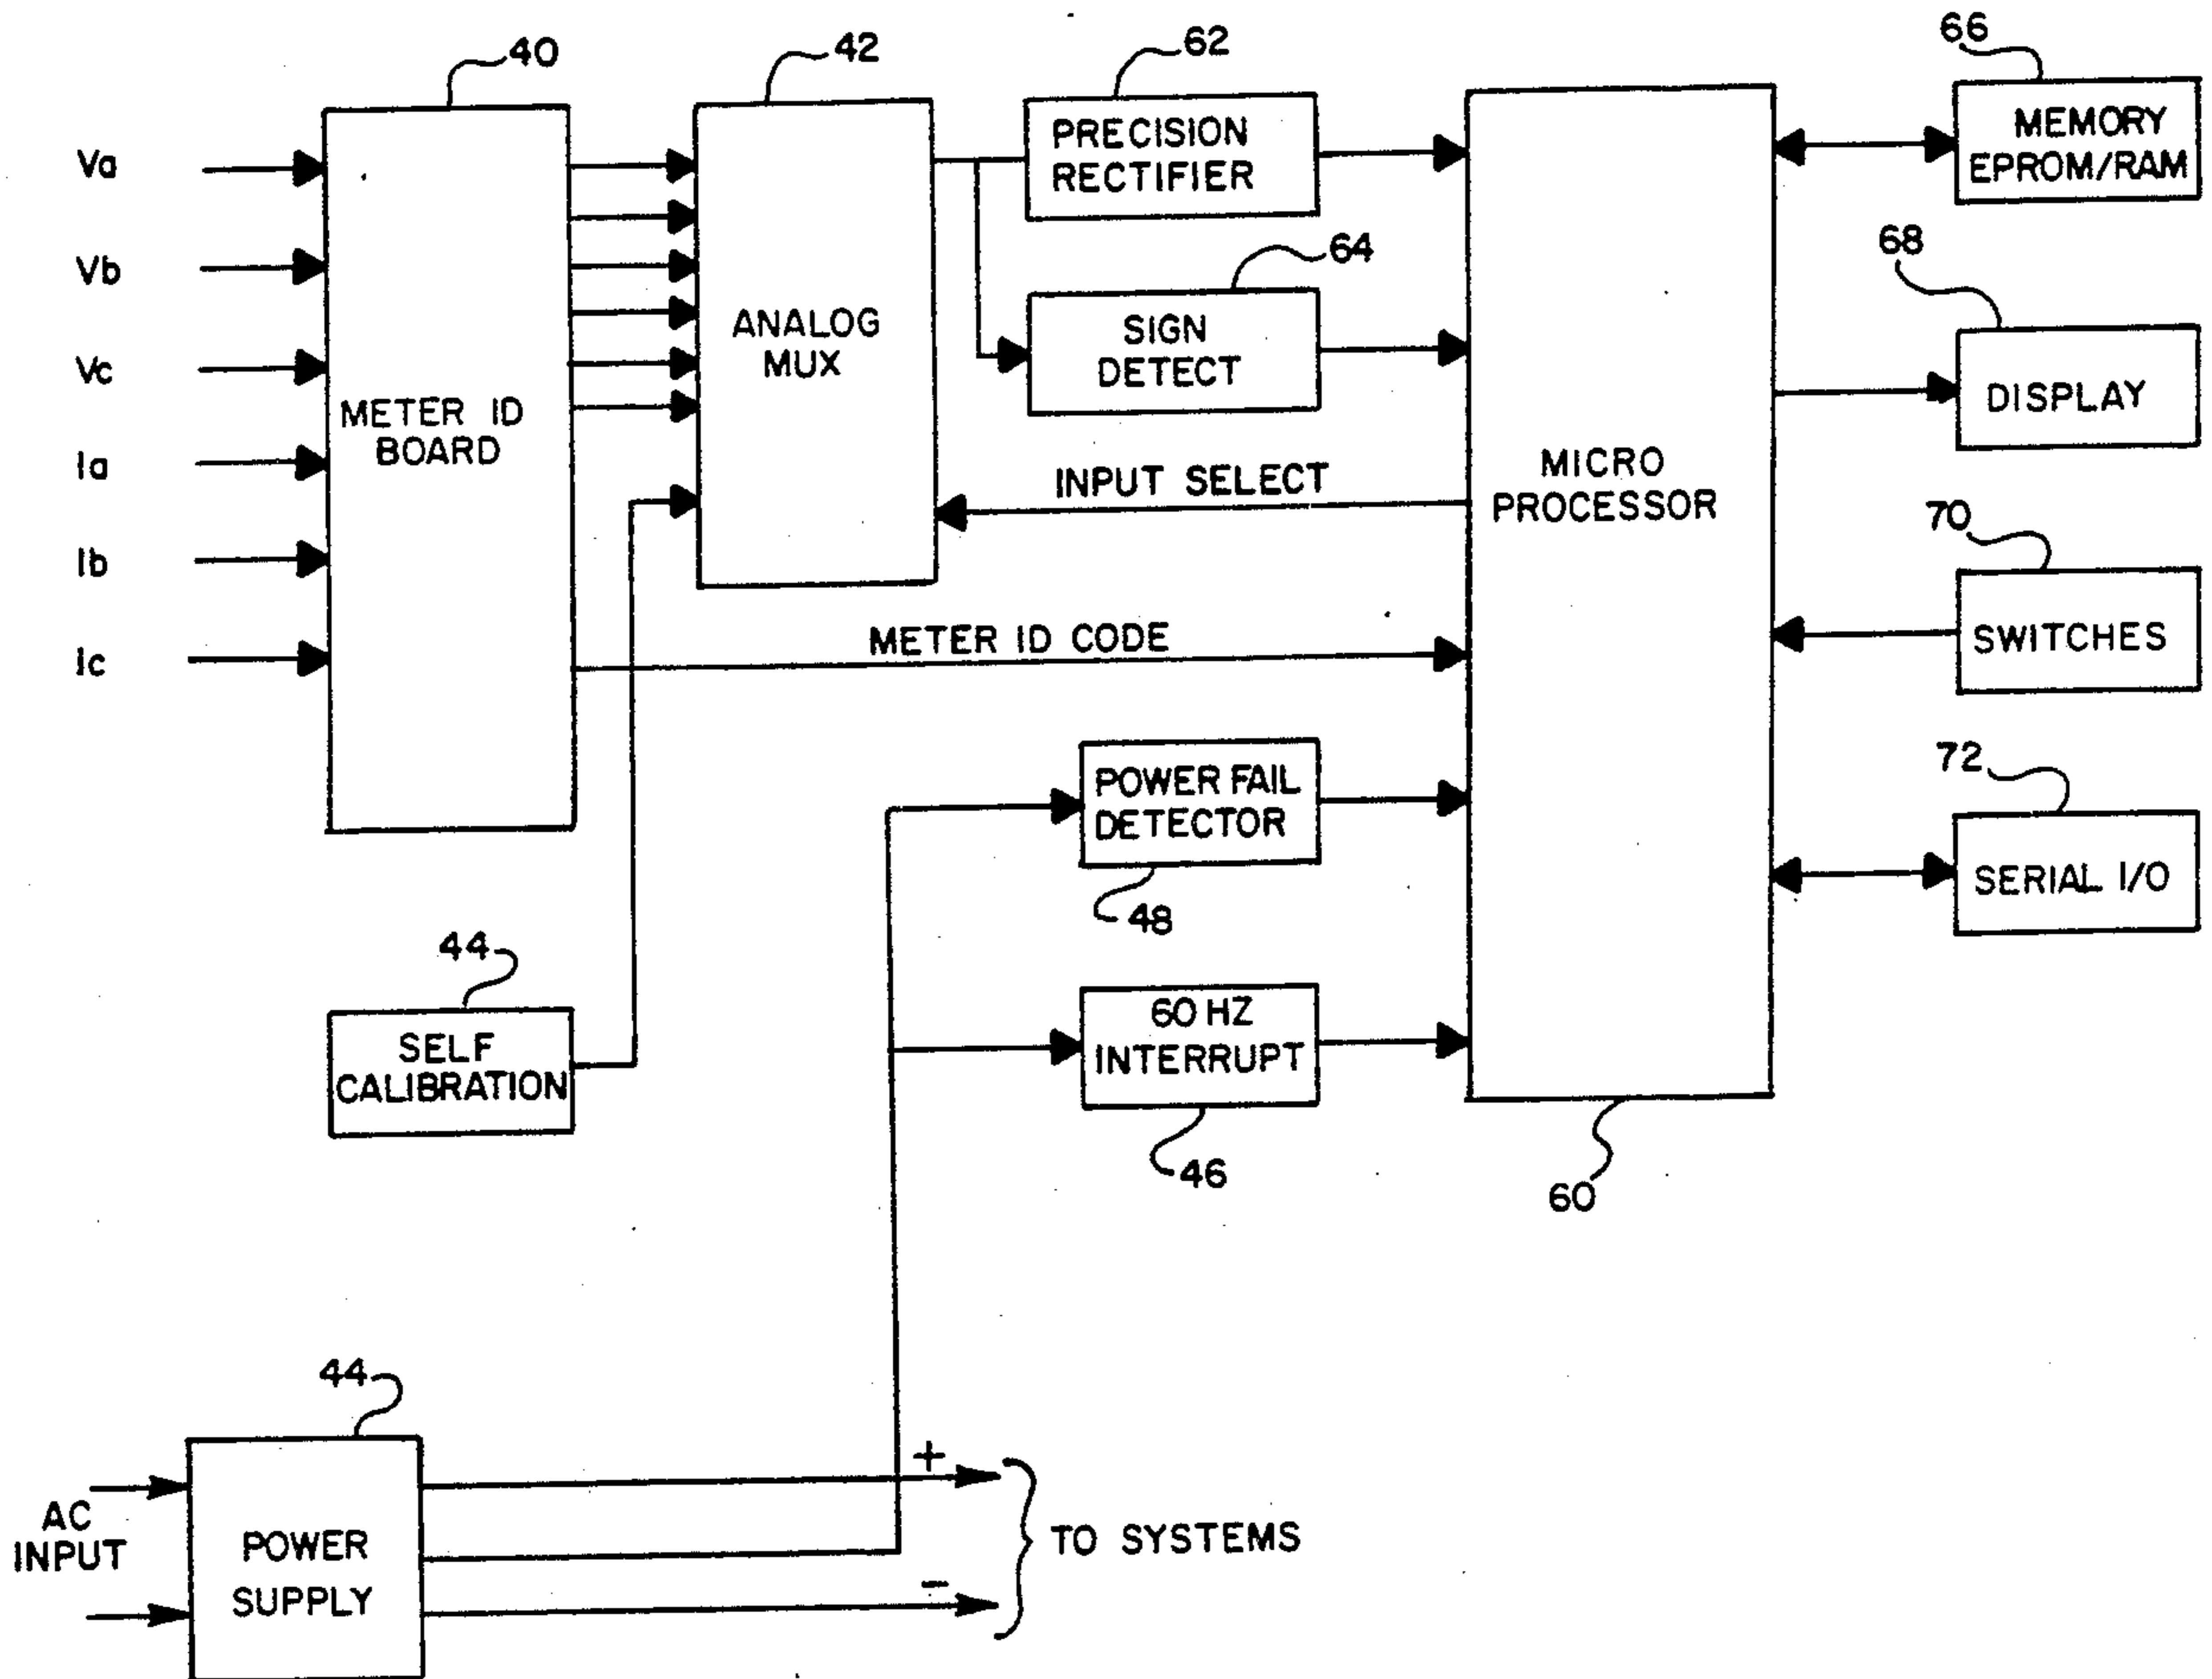 40
42
62
66
Va
Vb
Vc
Ia
Ib
Ic
METER ID
BOARD
ANALOG
MUX
PRECISION
RECTIFIER
64
SIGN
DETECT
INPUT SELECT
METER ID CODE
MICRO
PROCESSOR
MEMORY
EPROM/RAM
68
DISPLAY
70
SWITCHES
72
SERIAL I/O
POWER FAIL
DETECTOR
48
60 HZ
INTERRUPT
46
60
44
SELF
CALIBRATION
44
AC
INPUT
POWER
SUPPLY
+
-
TO SYSTEMS